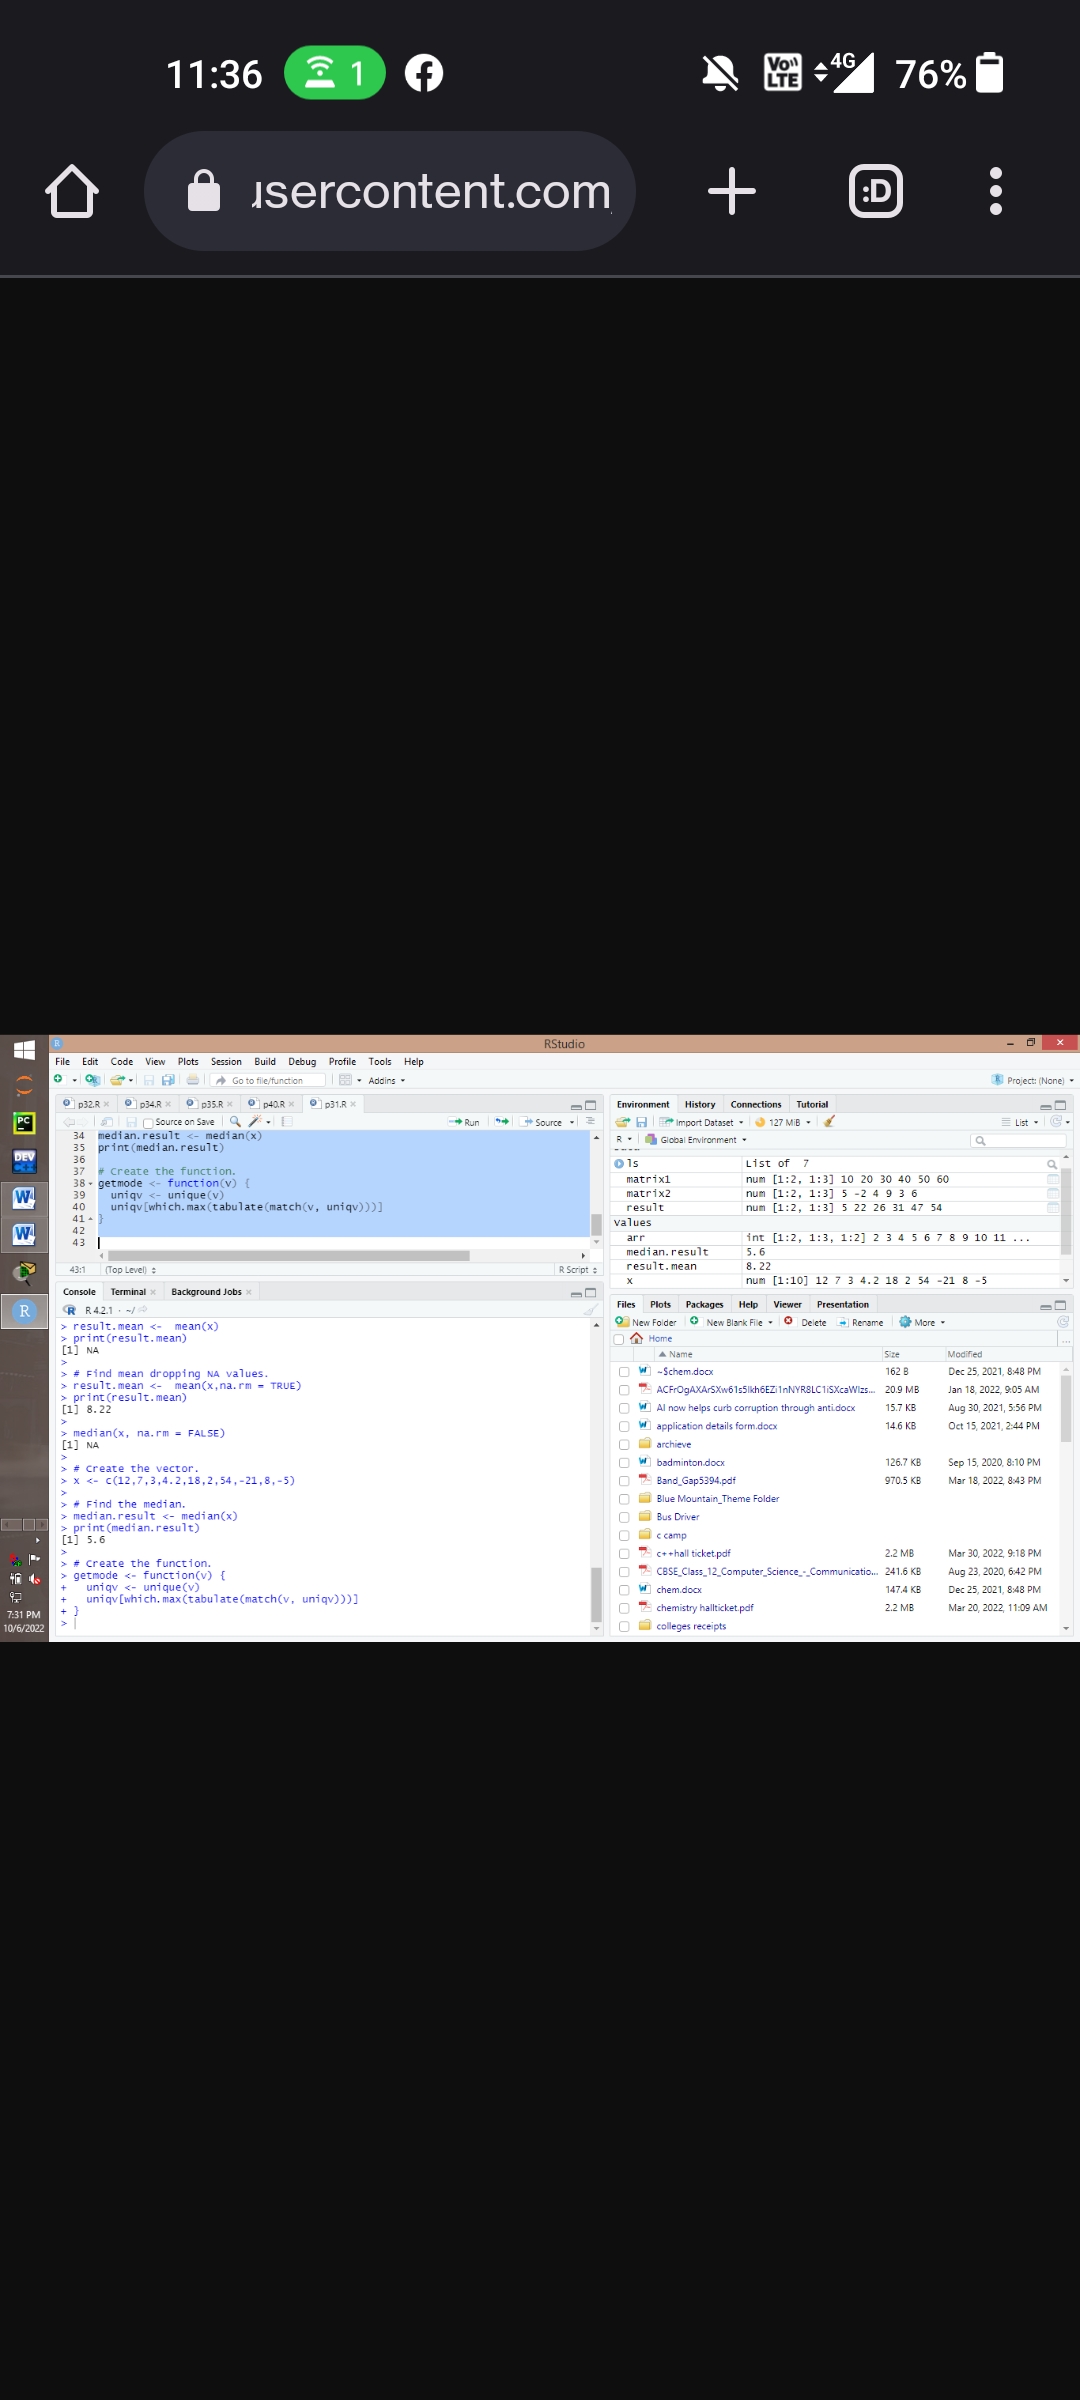 11:36 1 Vo LTE 4G 76%
usercontent.com :D
RStudio
File Edit Code View Plots Session Build Debug Profile Tools Help
Go to file/function Addins Project: (None)
p32.R p34.R p35.R p40.R p31.R
Source on Save Run Source
34 median.result <- median(x)
35 print(median.result)
36
37 # Create the function.
38 getmode <- function(v) {
39 uniqv <- unique(v)
40 uniqv[which.max(tabulate(match(v, uniqv)))]
41 }
42
43
43:1 (Top Level) R Script
Console Terminal Background Jobs
R 4.2.1 · ~/
> result.mean <- mean(x)
> print(result.mean)
[1] NA
>
> # Find mean dropping NA values.
> result.mean <- mean(x,na.rm = TRUE)
> print(result.mean)
[1] 8.22
>
> median(x, na.rm = FALSE)
[1] NA
>
> # Create the vector.
> x <- c(12,7,3,4.2,18,2,54,-21,8,-5)
>
> # Find the median.
> median.result <- median(x)
> print(median.result)
[1] 5.6
>
> # Create the function.
> getmode <- function(v) {
+ uniqv <- unique(v)
+ uniqv[which.max(tabulate(match(v, uniqv)))]
+ }
>
Environment History Connections Tutorial
Import Dataset 127 MiB List
R Global Environment
ls List of 7
matrix1 num [1:2, 1:3] 10 20 30 40 50 60
matrix2 num [1:2, 1:3] 5 -2 4 9 3 6
result num [1:2, 1:3] 5 22 26 31 47 54
Values
arr int [1:2, 1:3, 1:2] 2 3 4 5 6 7 8 9 10 11 ...
median.result 5.6
result.mean 8.22
x num [1:10] 12 7 3 4.2 18 2 54 -21 8 -5
Files Plots Packages Help Viewer Presentation
New Folder New Blank File Delete Rename More
Home
Name Size Modified
~$chem.docx 162 B Dec 25, 2021, 8:48 PM
20.9 MB Jan 18, 2022, 9:05 AM
AI now helps curb corruption through anti.docx 15.7 KB Aug 30, 2021, 5:56 PM
application details form.docx 14.6 KB Oct 15, 2021, 2:44 PM
archieve
badminton.docx 126.7 KB Sep 15, 2020, 8:10 PM
Band_Gap5394.pdf 970.5 KB Mar 18, 2022, 8:43 PM
Blue Mountain_Theme Folder
Bus Driver
c camp
c++hall ticket.pdf 2.2 MB Mar 30, 2022, 9:18 PM
CBSE_Class_12_Computer_Science_-_Communicatio... 241.6 KB Aug 23, 2020, 6:42 PM
chem.docx 147.4 KB Dec 25, 2021, 8:48 PM
chemistry hallticket.pdf 2.2 MB Mar 20, 2022, 11:09 AM
colleges receipts
PC
DEV
7:31 PM
10/6/2022